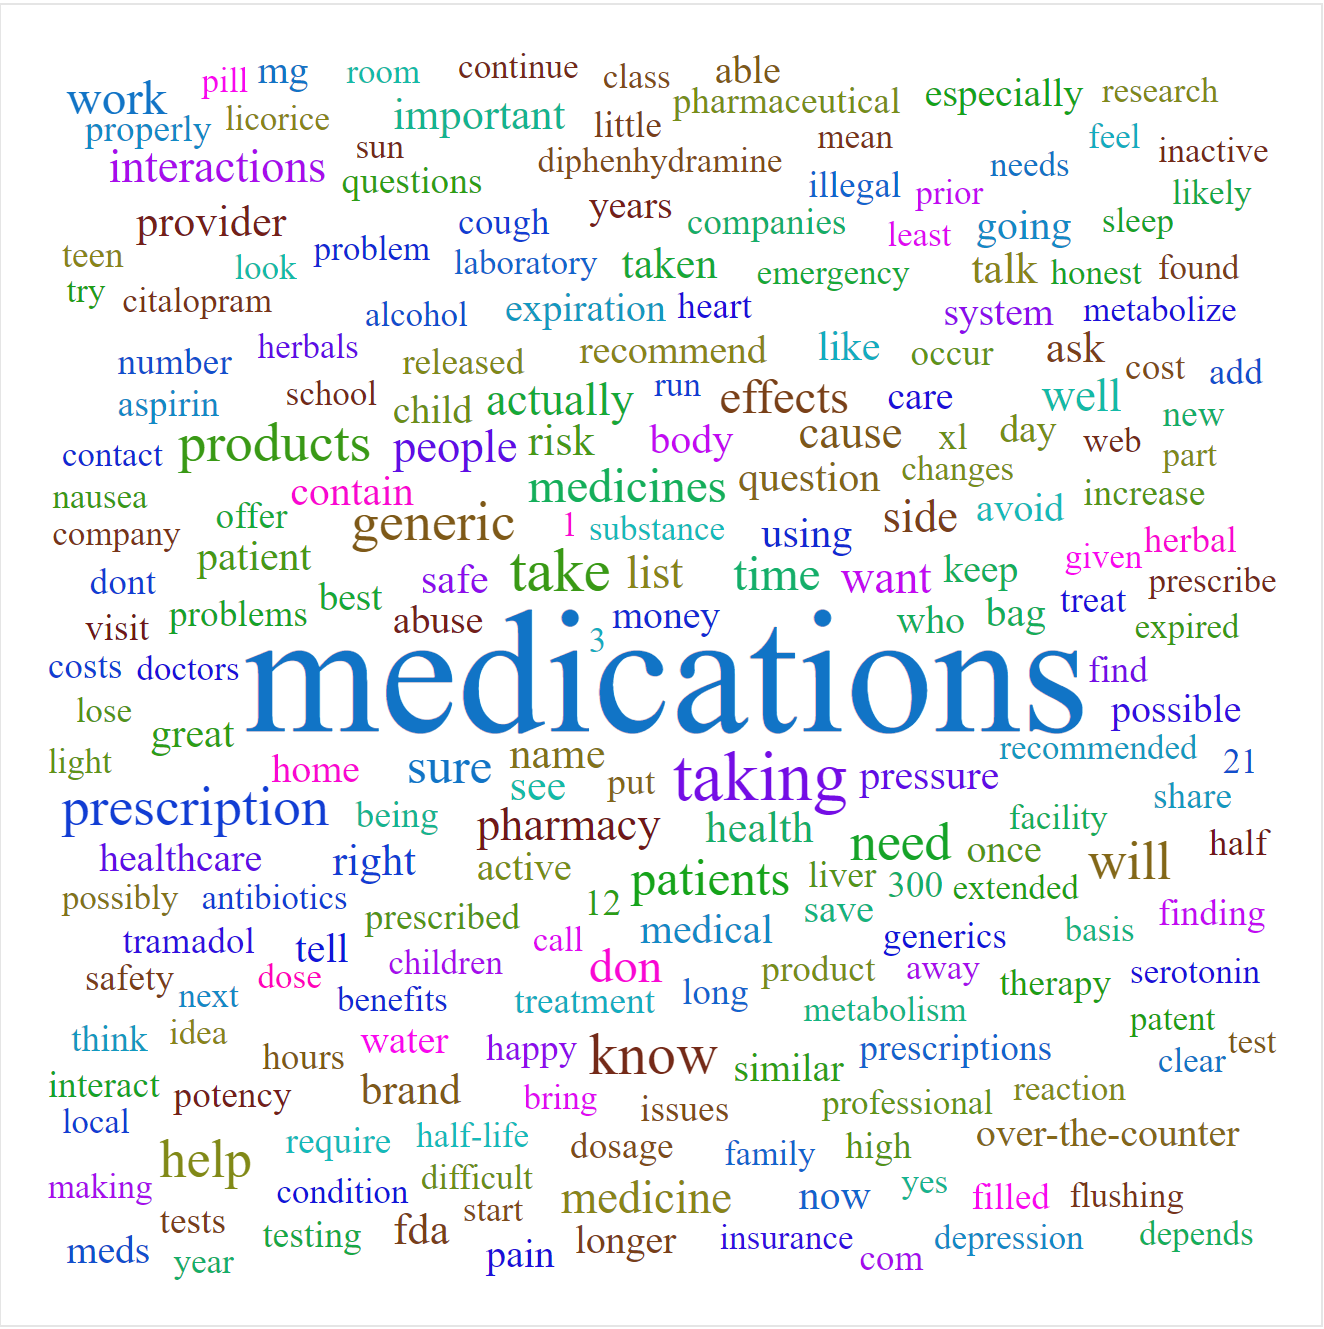 work pill mg room continue class able
properly licorice important little pharmaceutical especially research
interactions sun questions diphenhydramine mean feel inactive
provider cough years illegal prior needs likely
teen look problem laboratory taken companies least going sleep
try citalopram alcohol expiration heart emergency talk honest found
number herbals released recommend like system metabolize
aspirin school child actually run effects care occur ask cost add
contact products people risk body cause xl day well web new
nausea offer contain medicines question changes increase part
company patient generic 1 substance using side avoid herbal
dont problems best safe take list time want keep given prescribe
visit abuse 3 money who bag treat expired
costs doctors medications find
lose great possible
light home sure name taking pressure recommended 21
prescription being see put share
healthcare right pharmacy health need once facility will half
possibly antibiotics active 12 patients liver 300 extended
tramadol tell prescribed call medical save generics basis finding
safety next dose children don product away therapy serotonin
think idea benefits treatment long metabolism patent test
interact hours water happy know similar prescriptions clear
local potency brand bring issues professional reaction
help require half-life dosage family high over-the-counter
making condition difficult medicine now yes filled flushing
meds tests testing fda start longer insurance depression depends
year pain com